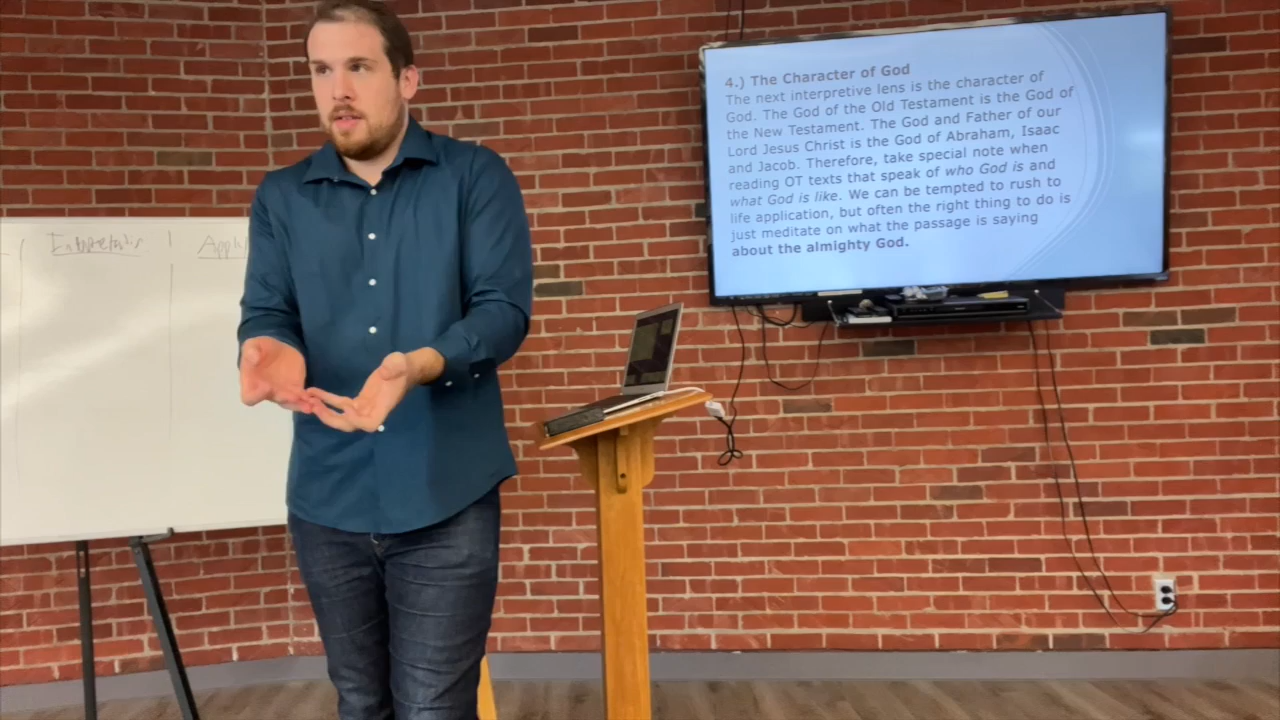 Interpretation
4.) The Character of God
The next interpretive lens is the character of
God. The God of the Old Testament is the God of
the New Testament. The God and Father of our
Lord Jesus Christ is the God of Abraham, Isaac
and Jacob. Therefore, take special note when
reading OT texts that speak of who God is and
what God is like. We can be tempted to rush to
life application, but often the right thing to do is
just meditate on what the passage is saying
about the almighty God.